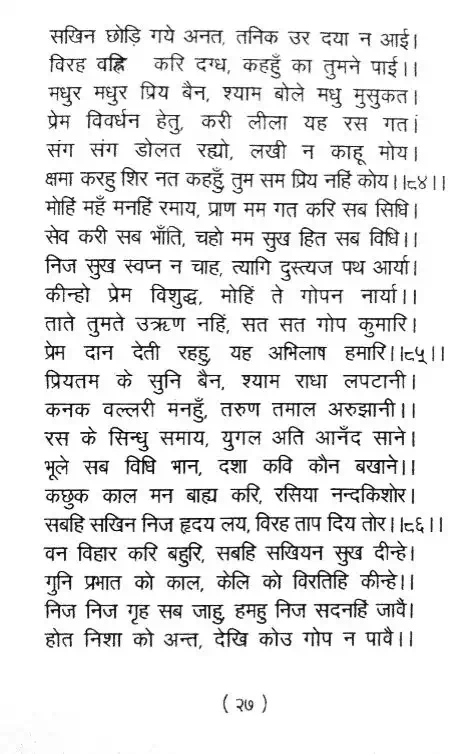 सखिन छोड़ि गये अनत, तनिक उर दया न आई।
विरह वह्नि करि दग्ध, कहहुँ का तुमने पाई।।
मधुर मधुर प्रिय बैन, श्याम बोले मधु मुसुकत।
प्रेम विवर्धन हेतु, करी लीला यह रस गत।
संग संग डोलत रह्यो, लखी न काहू मोय।
क्षमा करहु शिर नत कहहुँ, तुम सम प्रिय नहिं कोय।।८४।।
मोहिं महँ मनहिं रमाय, प्राण मम गत करि सब सिधि।
सेव करी सब भाँति, चहो मम सुख हित सब विधि।।
निज सुख स्वप्न न चाह, त्यागि दुस्त्यज पथ आर्या।
कीन्हो प्रेम विशुद्ध, मोहिं ते गोपन नार्या।।
ताते तुमते उऋण नहिं, सत सत गोप कुमारि।
प्रेम दान देती रहहु, यह अभिलाष हमारि।।८५।।
प्रियतम के सुनि बैन, श्याम राधा लपटानी।
कनक वल्लरी मनहुँ, तरुण तमाल अरुझानी।।
रस के सिन्धु समाय, युगल अति आनँद साने।
भूले सब विधि भान, दशा कवि कौन बखाने।।
कछुक काल मन बाह्य करि, रसिया नन्दकिशोर।
सबहि सखिन निज हृदय लय, विरह ताप दिय तोर।।८६।।
वन विहार करि बहुरि, सबहि सखियन सुख दीन्हे।
गुनि प्रभात को काल, केलि को विरतिहि कीन्हे।।
निज निज गृह सब जाहु, हमहु निज सदनहिं जावैं।
होत निशा को अन्त, देखि कोउ गोप न पावै।।
( २७ )